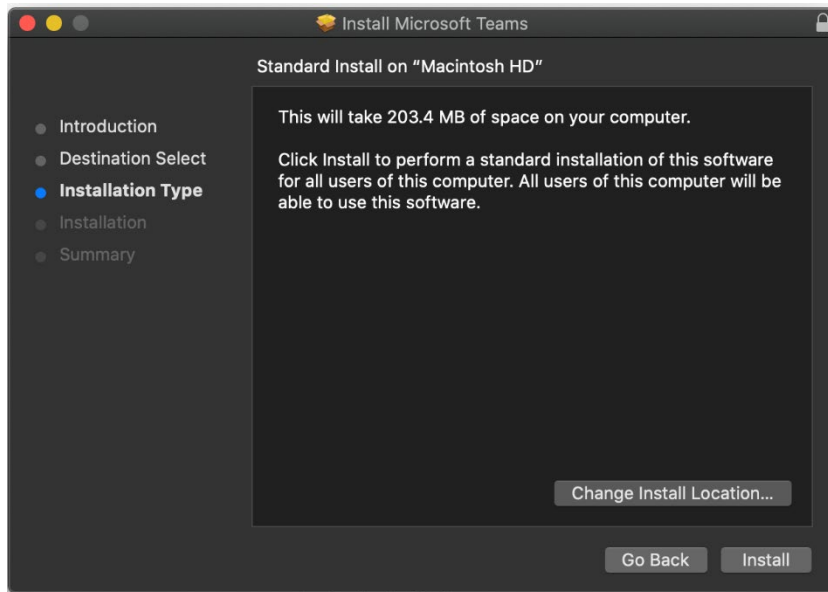 Install Microsoft Teams
Standard Install on “Macintosh HD”
Introduction
Destination Select
Installation Type
Installation
Summary
This will take 203.4 MB of space on your computer.
Click Install to perform a standard installation of this software
for all users of this computer. All users of this computer will be
able to use this software.
Change Install Location...
Go Back
Install